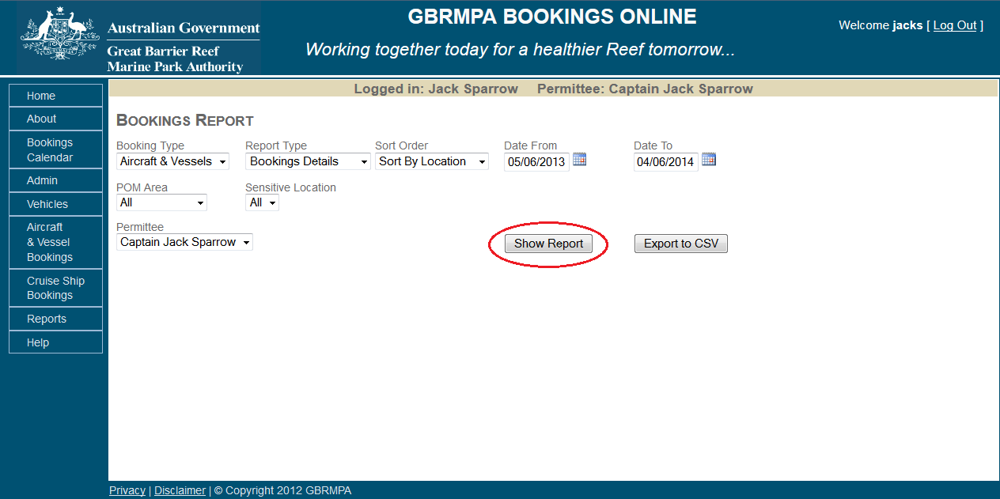 Australian Government
Great Barrier Reef
Marine Park Authority
GBRMPA BOOKINGS ONLINE
Working together today for a healthier Reef tomorrow...
Welcome jacks [ Log Out ]
Home
About
Bookings
Calendar
Admin
Vehicles
Aircraft
& Vessel
Bookings
Cruise Ship
Bookings
Reports
Help
Logged in: Jack Sparrow Permittee: Captain Jack Sparrow
BOOKINGS REPORT
Booking Type Report Type Sort Order Date From Date To
Aircraft & Vessels Bookings Details Sort By Location 05/06/2013 04/06/2014
POM Area Sensitive Location
All All
Permittee
Captain Jack Sparrow Show Report Export to CSV
Privacy | Disclaimer | © Copyright 2012 GBRMPA